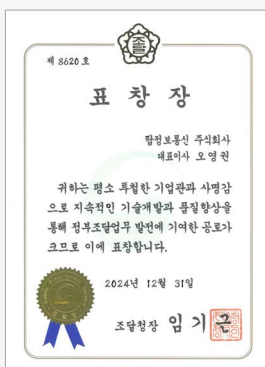 조달
제 8620 호
표 창 장
탑정보통신 주식회사
대표이사 오영권
귀하는 평소 특철한 기업관과 사명감
으로 지속적인 기술개발과 품질향상을
통해 정부조달업무 발전에 기여한 공로가
크므로 이에 표창합니다.
2024년 12월 31일
조달청장 임기근